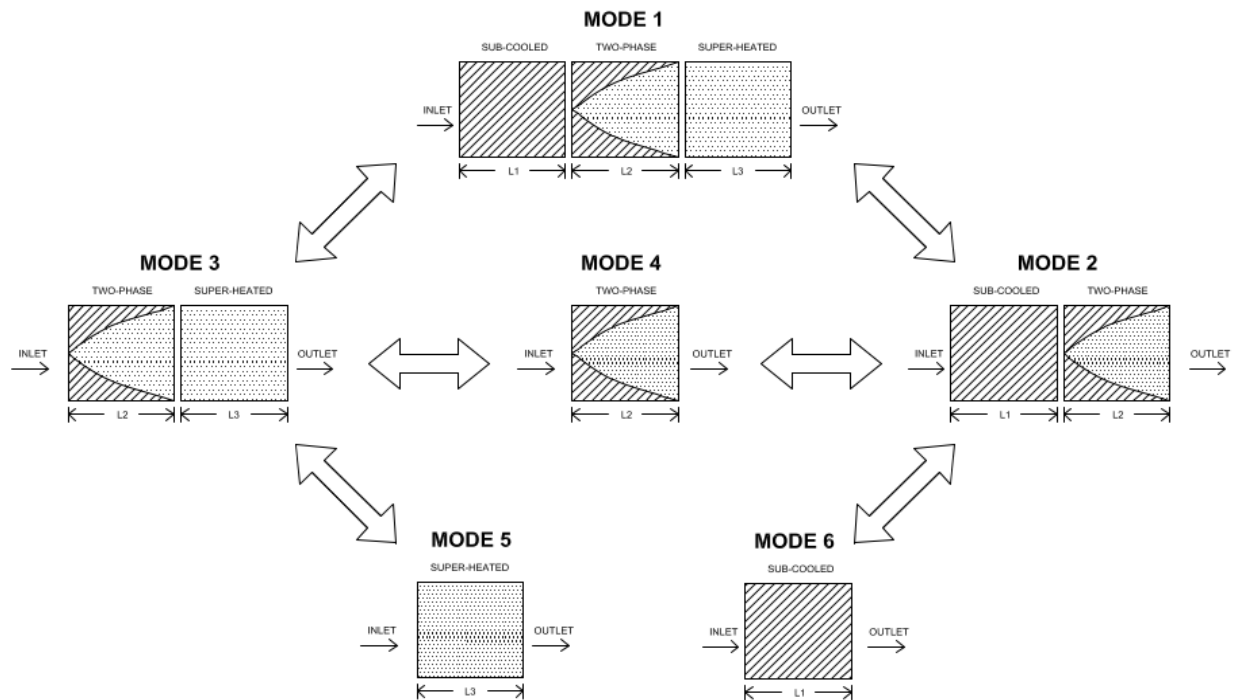 MODE 1
SUB-COOLED TWO-PHASE SUPER-HEATED
INLET OUTLET
L1 L2 L3
MODE 3
TWO-PHASE SUPER-HEATED
INLET OUTLET
L2 L3
MODE 4
TWO-PHASE
INLET OUTLET
L2
MODE 2
SUB-COOLED TWO-PHASE
INLET OUTLET
L1 L2
MODE 5
SUPER-HEATED
INLET OUTLET
L3
MODE 6
SUB-COOLED
INLET OUTLET
L1